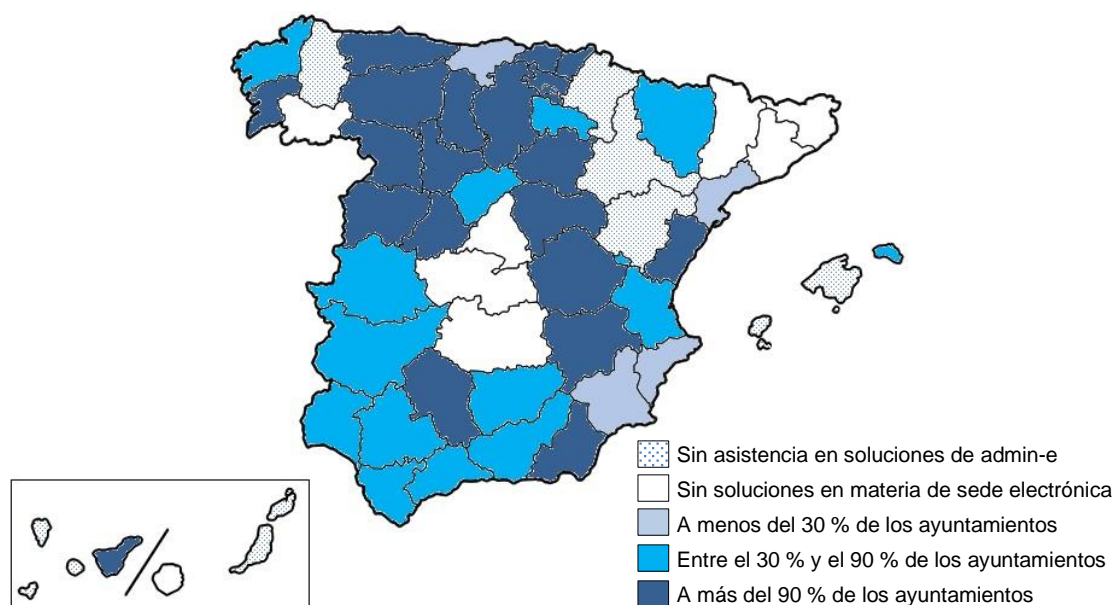 Sin asistencia en soluciones de admin-e
Sin soluciones en materia de sede electrónica
A menos del 30 % de los ayuntamientos
Entre el 30 % y el 90 % de los ayuntamientos
A más del 90 % de los ayuntamientos